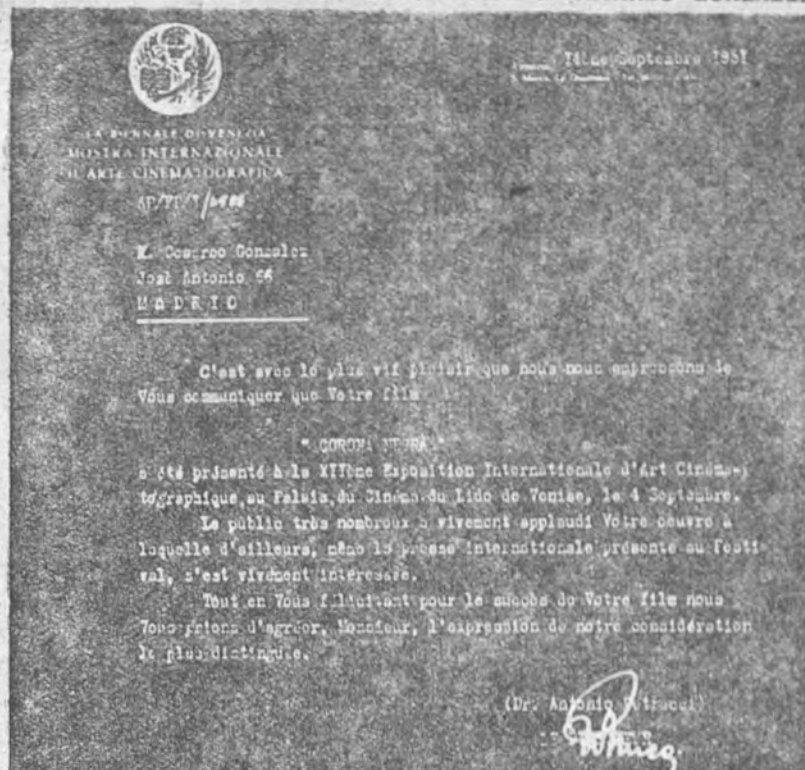 Septembre 1951
LA BIENNALE DI VENEZIA
MOSTRA INTERNAZIONALE
D'ARTE CINEMATOGRAFICA
M. Cesareo Gonzalez
José Antonio 66
MADRID
C'est avec le plus vif plaisir que nous nous empressons de
Vous communiquer que Votre film
" CORONA NEGRA "
a été présenté à la XIIème Exposition Internationale d'Art Cinéma-
tographique, au Palais du Cinéma du Lido de Venise, le 4 Septembre.
Le public très nombreux a vivement applaudi Votre oeuvre à
laquelle d'ailleurs, même la presse internationale présente au Festi
val, s'est vivement intéressée.
Tout en Vous félicitant pour le succès de Votre film nous
Vous prions d'agréer, Monsieur, l'expression de notre considération
la plus distinguée.
(Dr. Antonio Petrucci)